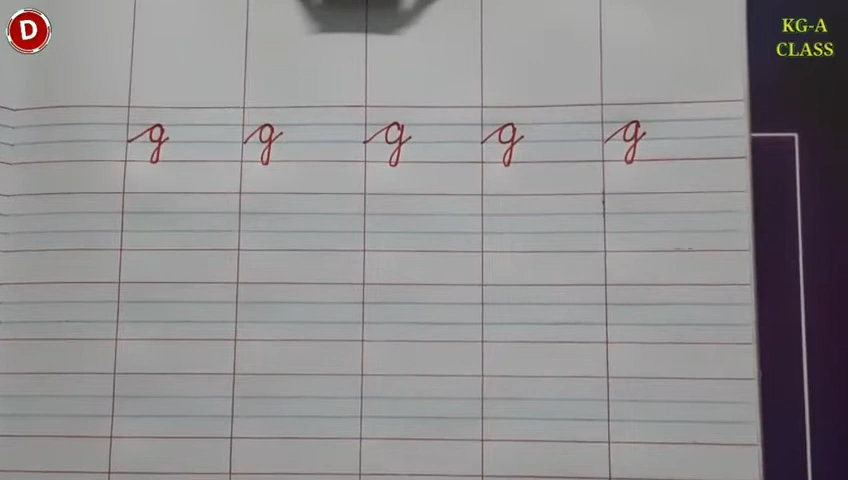 D
KG-A
CLASS
g g g g g